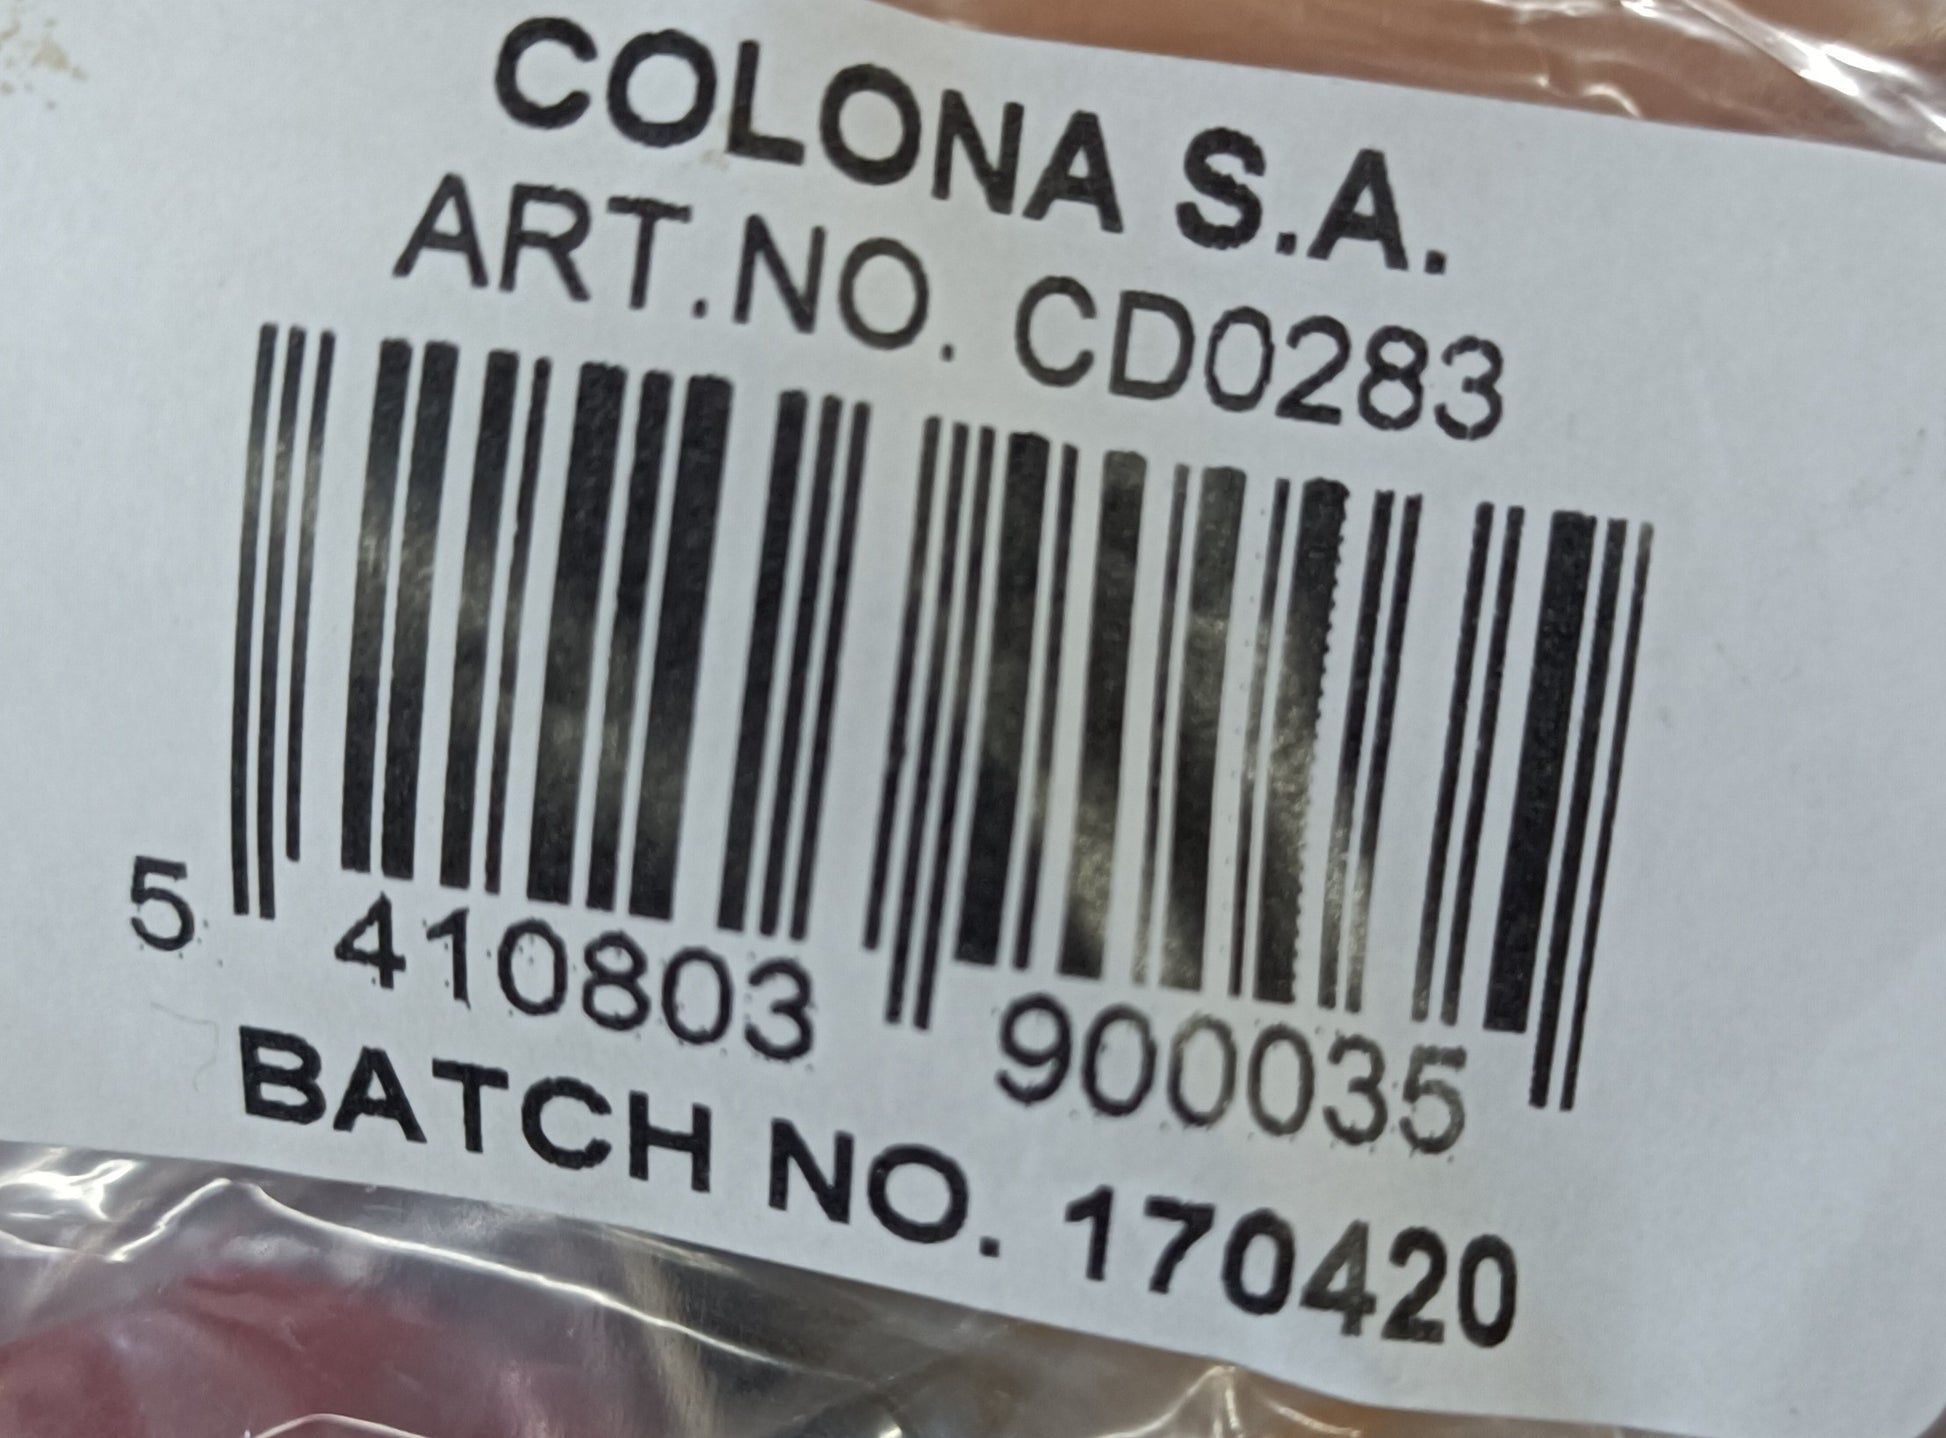 COLONA S.A.
ART.NO. CD0283
5 410803 900035
BATCH NO. 170420